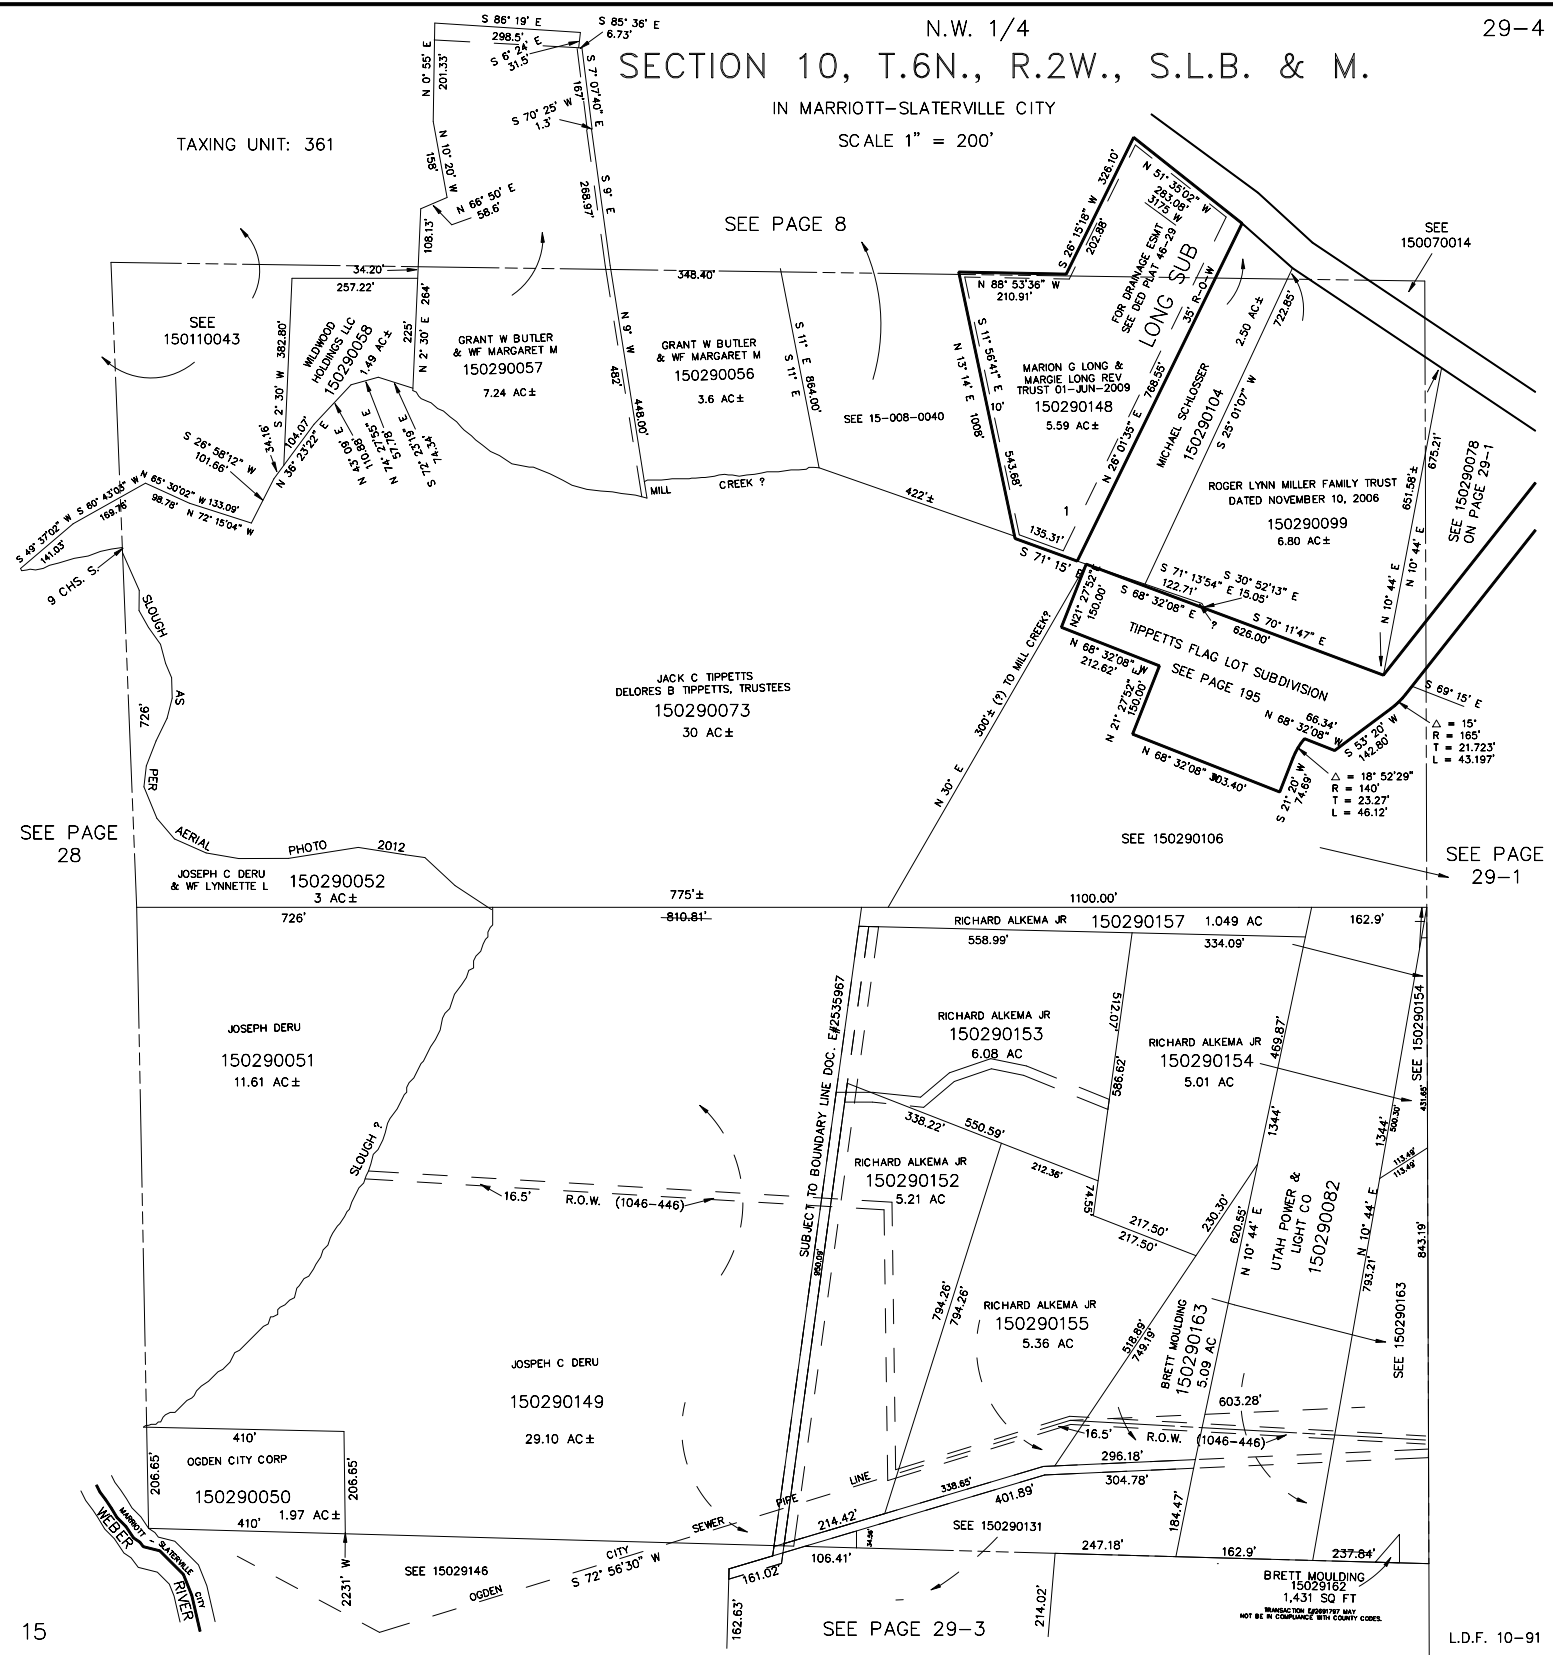 N.W. 1/4
29-4
SECTION 10, T.6N., R.2W., S.L.B. & M.
IN MARRIOTT-SLATERVILLE CITY
SCALE 1" = 200'
TAXING UNIT: 361
S 86° 19' E
298.5'
S 6° 24' E
31.5'
S 85° 36' E
6.73'
N 0° 55' E
201.33'
S 7° 07'40" E
167'
S 70° 25' W
1.3'
N 10° 20' W
158'
N 66° 50' E
58.6'
108.13'
S 9° E
268.97'
SEE PAGE 8
SEE
150070014
34.20'
257.22'
348.40'
SEE
150110043
S 2° 30' W 382.80'
WILDWOOD
HOLDINGS LLC
150290058
1.49 AC±
N 2° 30' E 264'
225'
GRANT W BUTLER
& WF MARGARET M
150290057
7.24 AC±
N 9° W
482'
448.00'
GRANT W BUTLER
& WF MARGARET M
150290056
3.6 AC±
S 11° E 864.00'
S 11° E
SEE 15-008-0040
S 26° 15'18" W 326.10'
202.88'
N 51° 35'02" W
283.08'
3175 W
N 88° 53'36" W
210.91'
FOR DRAINAGE ESMT
SEE DED PLAT 46-29
LONG SUB
35' R-O-W
S 11° 56'41" E
10'
N 13° 14' E 1008'
543.68'
MARION G LONG &
MARGIE LONG REV
TRUST 01-JUN-2009
150290148
5.59 AC±
N 26° 01'35" E 768.55'
1
135.31'
S 71° 15' E
422'±
MICHAEL SCHLOSSER
150290104
2.50 AC±
722.85'
S 25° 01'07" W
ROGER LYNN MILLER FAMILY TRUST
DATED NOVEMBER 10, 2006
150290099
6.80 AC±
651.58'±
675.21'
N 10° 44' E
N 10° 44' E
SEE 150290078
ON PAGE 29-1
S 26° 58'12" W
101.66'
34.16'
104.07'
N 36° 23'22" E
N 43° 09' E
110.88'
N 74° 27'55" E
57.78'
S 72° 23'19" E
74.34'
MILL
CREEK ?
S 49° 37'02" W
141.03'
S 60° 43'03" W
169.76'
N 65° 30'02" W
98.78'
133.09'
N 72° 15'04" W
9 CHS. S.
SLOUGH
AS
PER
AERIAL
PHOTO
2012
.726
N21° 27'52" E
150.00'
S 71° 13'54" E
122.71'
S 30° 52'13" E
15.05'
S 68° 32'08" E
?
626.00'
S 70° 11'47" E
TIPPETTS FLAG LOT SUBDIVISION
SEE PAGE 195
N 68° 32'08" W
212.62'
N 21° 27'52" E
150.00'
N 68° 32'08" W
303.40'
66.34'
N 68° 32'08" W
S 53° 20' W
142.80'
S 21° 20' W
74.69'
S 69° 15' E
Δ = 15°
R = 165'
T = 21.723'
L = 43.197'
Δ = 18° 52'29"
R = 140'
T = 23.27'
L = 46.12'
JACK C TIPPETTS
DELORES B TIPPETTS, TRUSTEES
150290073
30 AC±
N 30° E
300'± (?) TO MILL CREEK?
SEE PAGE
28
SEE 150290106
SEE PAGE
29-1
JOSEPH C DERU
& WF LYNNETTE L
150290052
3 AC±
726'
775'±
810.81'
1100.00'
RICHARD ALKEMA JR 150290157 1.049 AC
162.9'
558.99'
334.09'
JOSEPH DERU
150290051
11.61 AC±
SLOUGH ?
SUBJECT TO BOUNDARY LINE DOC. E#2535967
950.09'
RICHARD ALKEMA JR
150290153
6.08 AC
512.07'
586.62'
RICHARD ALKEMA JR
150290154
5.01 AC
469.87'
1344'
SEE 150290154
431.65'
1344'
500.30'
113.49'
113.49'
338.22'
550.59'
212.36'
74.55'
RICHARD ALKEMA JR
150290152
5.21 AC
16.5'
R.O.W. (1046-446)
217.50'
217.50'
230.30'
620.55'
N 10° 44' E
UTAH POWER &
LIGHT CO
150290082
N 10° 44' E
793.21'
843.19'
SEE 150290163
794.26'
794.26'
RICHARD ALKEMA JR
150290155
5.36 AC
518.89'
749.19'
BRETT MOULDING
150290163
5.09 AC
JOSPEH C DERU
150290149
29.10 AC±
603.28'
16.5'
R.O.W. (1046-446)
410'
OGDEN CITY CORP
150290050
1.97 AC±
206.65'
206.65'
410'
296.18'
304.78'
338.65'
401.89'
184.47'
LINE
PIPE
SEWER
CITY
OGDEN
S 72° 56'30" W
214.42'
34.56'
SEE 150290131
106.41'
161.02'
247.18'
162.9'
237.84'
WEBER
RIVER
MARRIOTT - SLATERVILLE CITY
2231' W
SEE 15029146
162.63'
214.02'
SEE PAGE 29-3
BRETT MOULDING
15029162
1,431 SQ FT
TRANSACTION E#2691797 MAY
NOT BE IN COMPLIANCE WITH COUNTY CODES.
15
L.D.F. 10-91